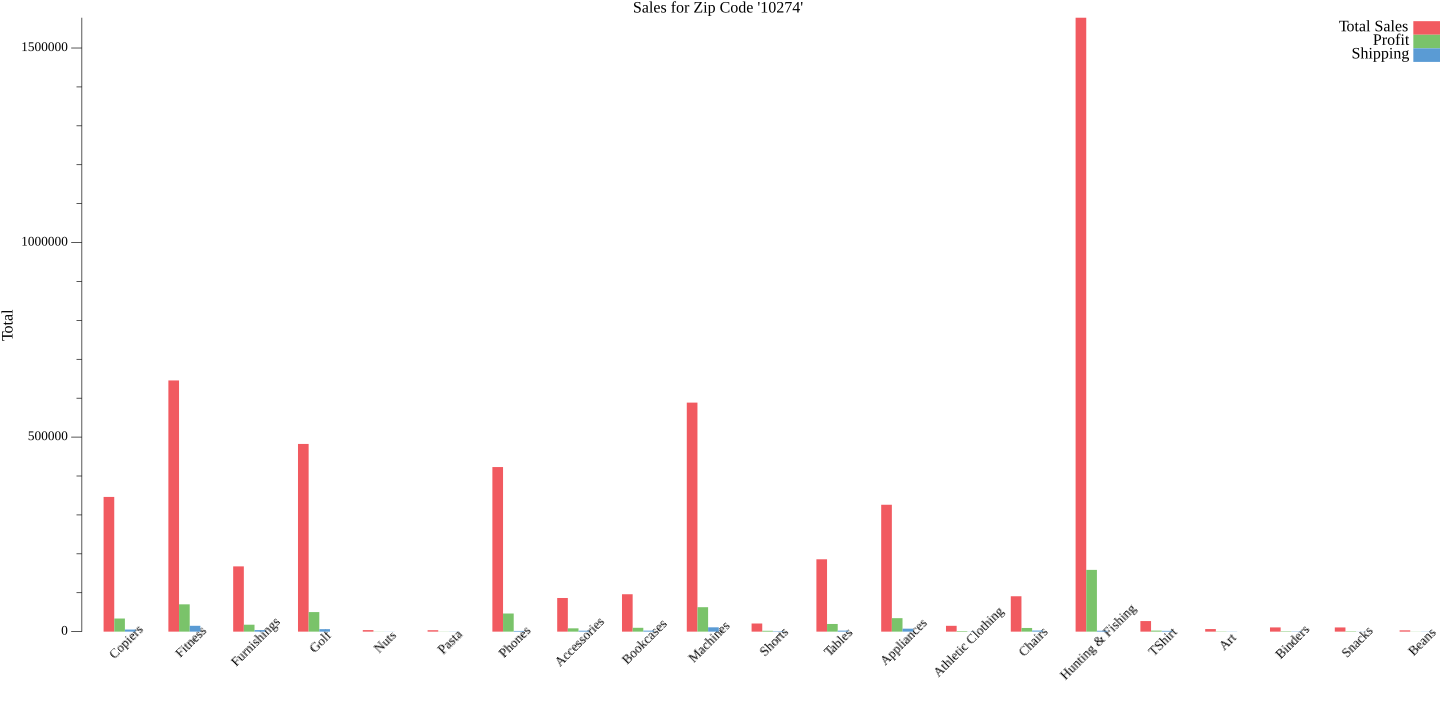 Sales for Zip Code '10274'
Total Sales
Profit
Shipping
Total
1500000
1000000
500000
0
Copiers
Fitness
Furnishings
Golf
Nuts
Pasta
Phones
Accessories
Bookcases
Machines
Shorts
Tables
Appliances
Athletic Clothing
Chairs
Hunting & Fishing
TShirt
Art
Binders
Snacks
Beans